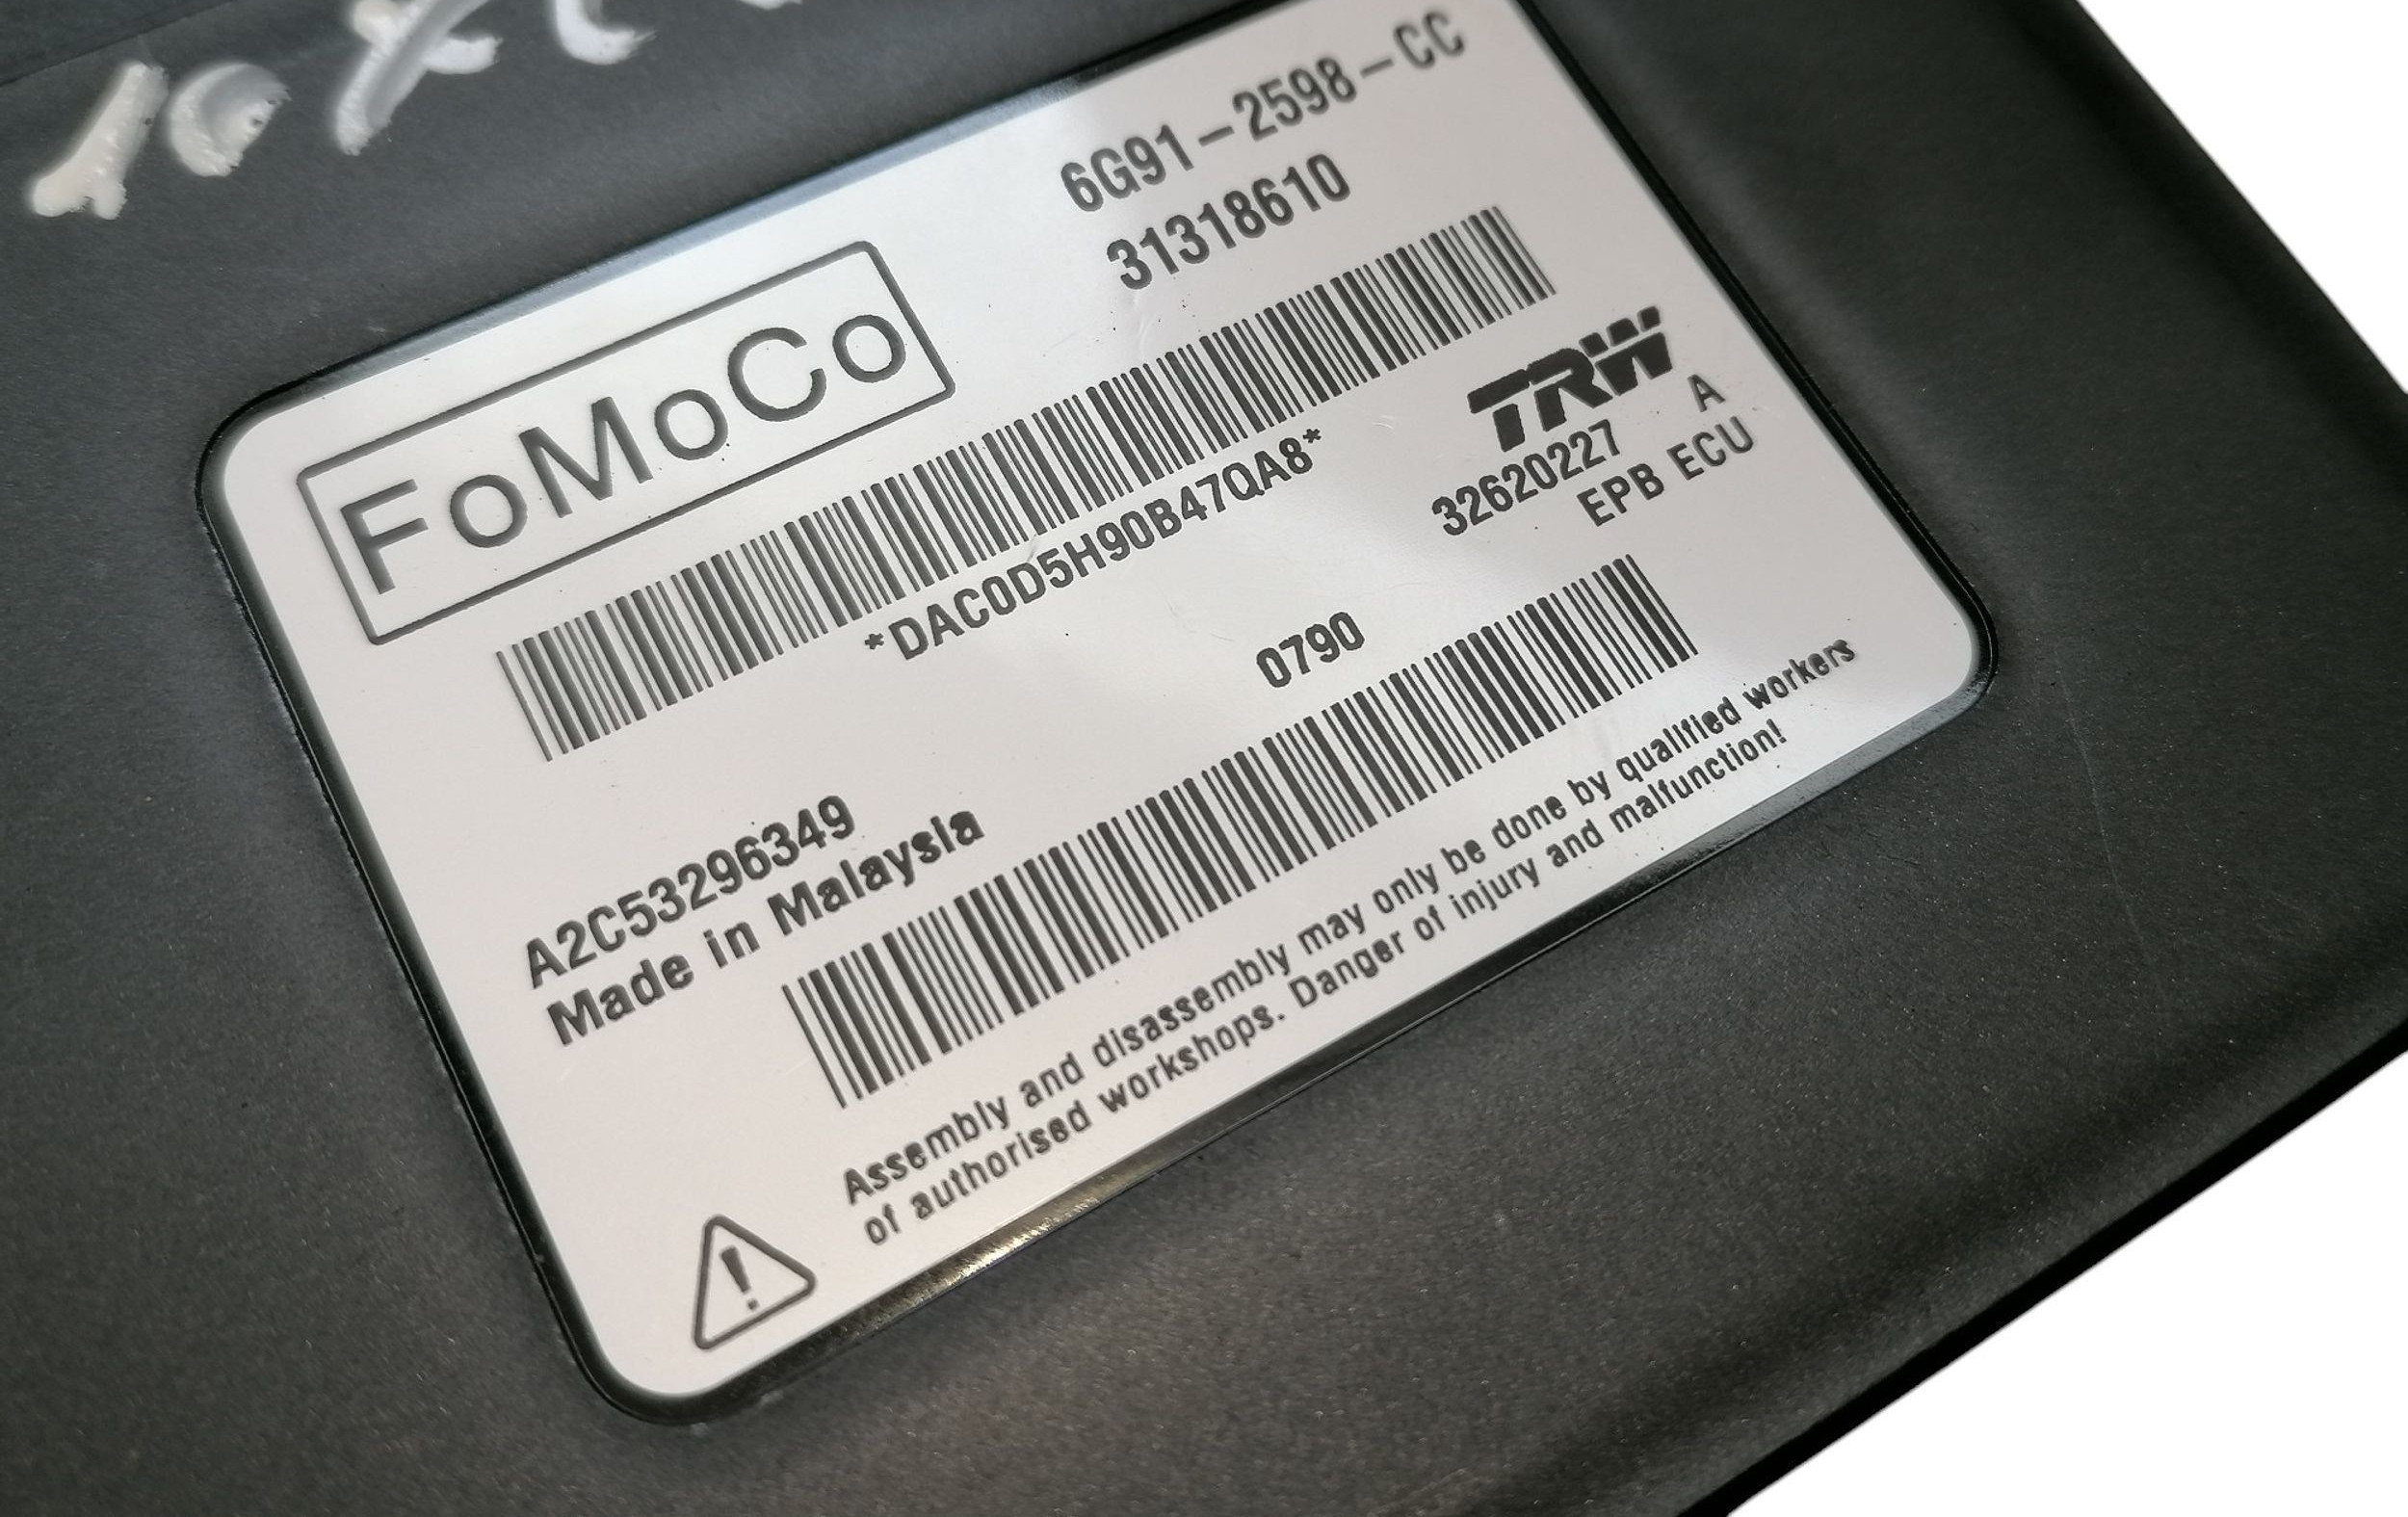 6G91-2598-CC
31318610
FoMoCo
TRW
A
32620227
EPB ECU
*DAC0D5H90B47QA8*
0790
A2C53296349
Made in Malaysia
Assembly and disassembly may only be done by qualified workers
of authorised workshops. Danger of injury and malfunction!